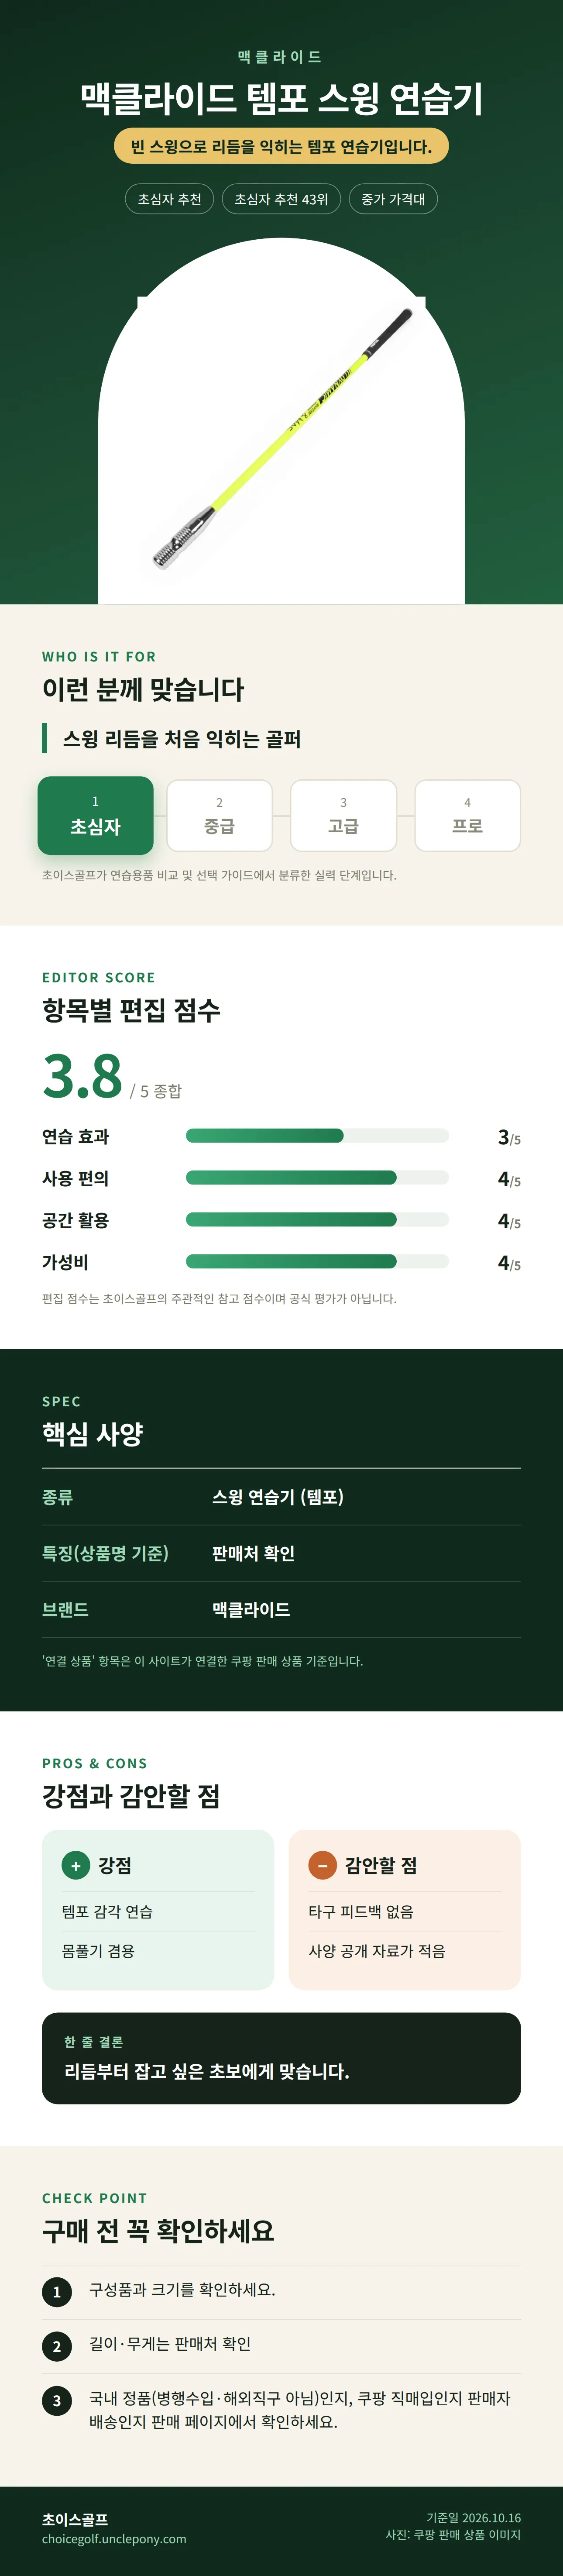 맥클라이드
맥클라이드 템포 스윙 연습기
빈 스윙으로 리듬을 익히는 템포 연습기입니다.
초심자 추천
초심자 추천 43위
중가 가격대
WHO IS IT FOR
이런 분께 맞습니다
스윙 리듬을 처음 익히는 골퍼
1
초심자
2
중급
3
고급
4
프로
초이스골프가 연습용품 비교 및 선택 가이드에서 분류한 실력 단계입니다.
EDITOR SCORE
항목별 편집 점수
3.8 / 5 종합
연습 효과 3/5
사용 편의 4/5
공간 활용 4/5
가성비 4/5
편집 점수는 초이스골프의 주관적인 참고 점수이며 공식 평가가 아닙니다.
SPEC
핵심 사양
종류 스윙 연습기 (템포)
특징(상품명 기준) 판매처 확인
브랜드 맥클라이드
'연결 상품' 항목은 이 사이트가 연결한 쿠팡 판매 상품 기준입니다.
PROS & CONS
강점과 감안할 점
+ 강점
템포 감각 연습
몸풀기 겸용
− 감안할 점
타구 피드백 없음
사양 공개 자료가 적음
한 줄 결론
리듬부터 잡고 싶은 초보에게 맞습니다.
CHECK POINT
구매 전 꼭 확인하세요
1 구성품과 크기를 확인하세요.
2 길이·무게는 판매처 확인
3 국내 정품(병행수입·해외직구 아님)인지, 쿠팡 직매입인지 판매자
배송인지 판매 페이지에서 확인하세요.
초이스골프
choicegolf.unclepony.com
기준일 2026.10.16
사진: 쿠팡 판매 상품 이미지